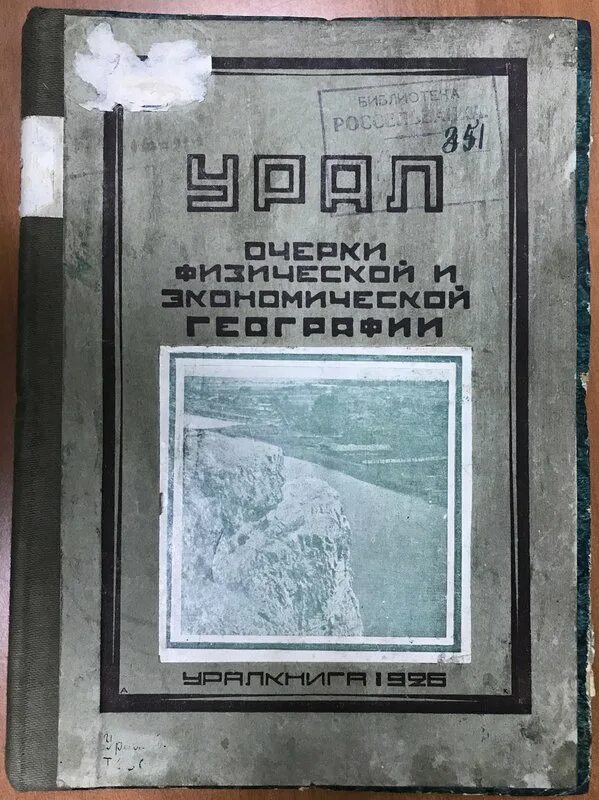 БИБЛИОТЕКА
351
УРАЛ
ОЧЕРКИ
ФИЗИЧЕСКОЙ И
ЭКОНОМИЧЕСКОЙ
ГЕОГРАФИИ
УРАЛКНИГА 1926
А
К